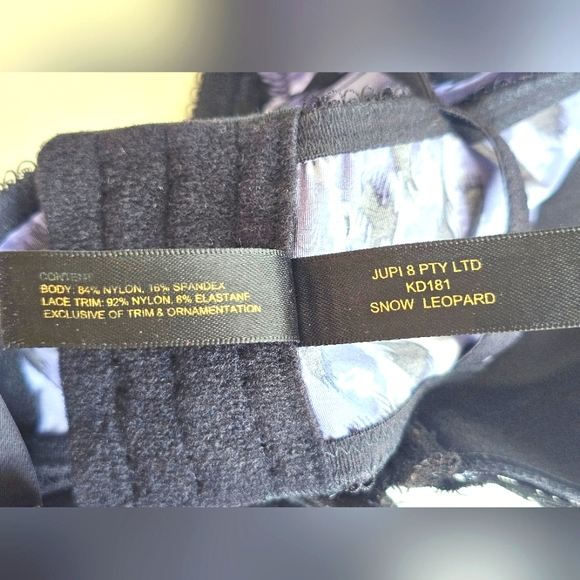 CONTENT
BODY: 84% NYLON, 16% SPANDEX
LACE TRIM: 92% NYLON, 8% ELASTANE
EXCLUSIVE OF TRIM & ORNAMENTATION
JUPI 8 PTY LTD
KD181
SNOW LEOPARD